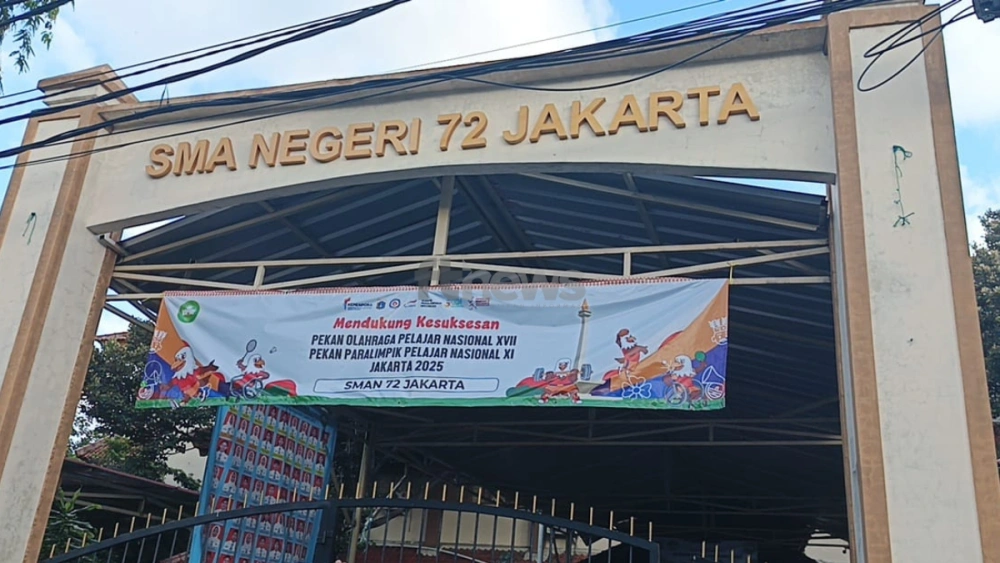 SMA NEGERI 72 JAKARTA
news
Mendukung Kesuksesan
PEKAN OLAHRAGA PELAJAR NASIONAL XVII
PEKAN PARALIMPIK PELAJAR NASIONAL XI
JAKARTA 2025
SMAN 72 JAKARTA